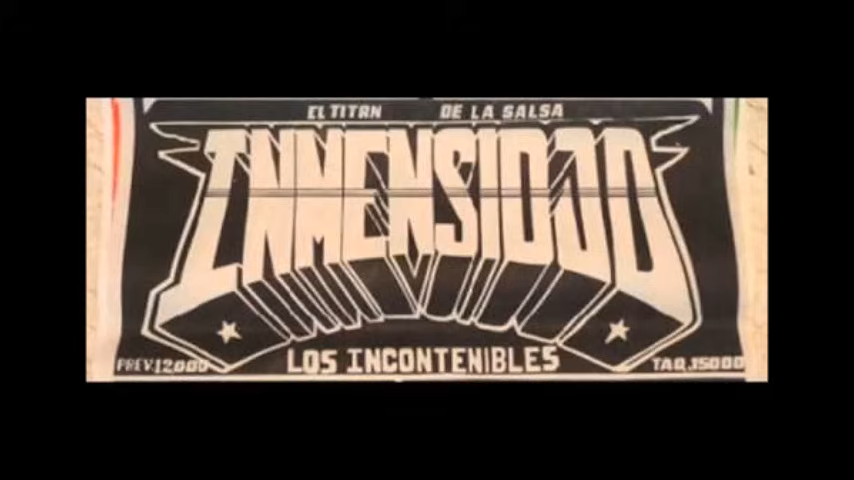 EL TITAN DE LA SALSA
INMENSIDAD
LOS INCONTENIBLES
PREV.12000 TAQ.15000